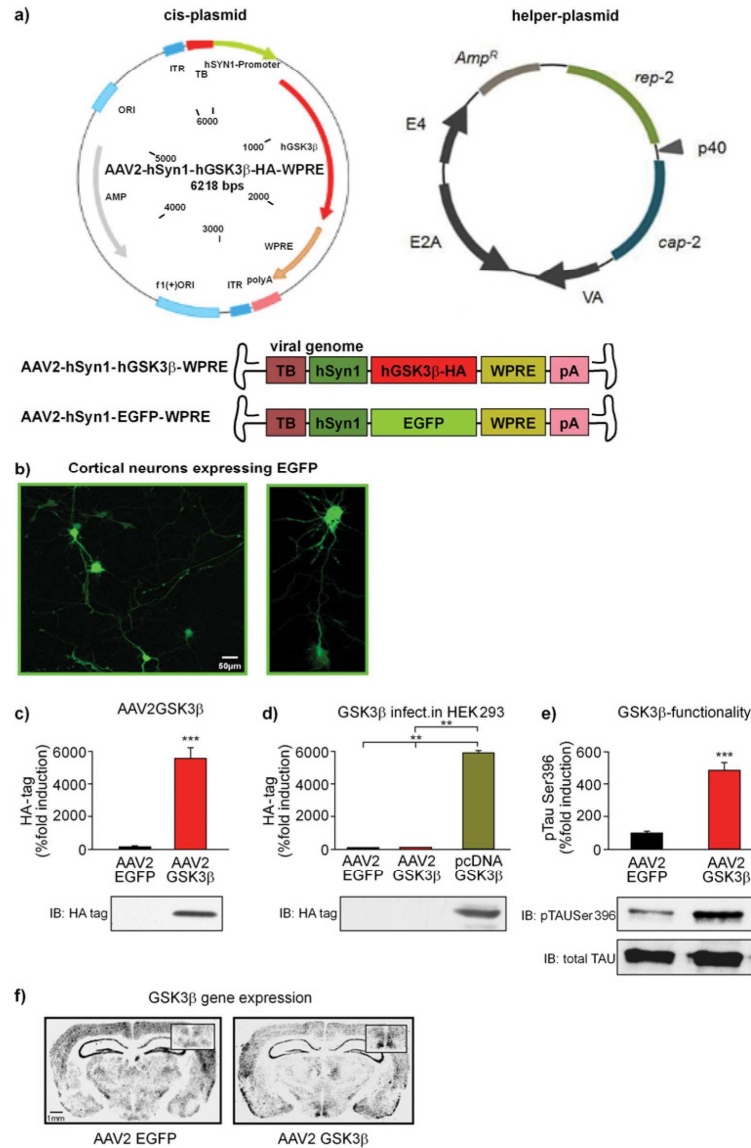 a)
cis-plasmid
helper-plasmid
ITR
TB
hSYN1-Promoter
ORI
6000
1000
hGSK3β
5000
AAV2-hSyn1-hGSK3β-HA-WPRE
6218 bps
AMP
4000
2000
3000
WPRE
f1(+)ORI
ITR
polyA
AmpR
rep-2
E4
p40
E2A
cap-2
VA
viral genome
AAV2-hSyn1-hGSK3β-WPRE
TB hSyn1 hGSK3β-HA WPRE pA
AAV2-hSyn1-EGFP-WPRE
TB hSyn1 EGFP WPRE pA
b) Cortical neurons expressing EGFP
50µm
c) AAV2GSK3β
HA-tag
(%fold induction)
6000
4000
2000
0
***
AAV2
EGFP
AAV2
GSK3β
IB: HA tag
d) GSK3β infect.in HEK293
HA-tag
(%fold induction)
6000
4000
2000
0
**
**
AAV2
EGFP
AAV2
GSK3β
pcDNA
GSK3β
IB: HA tag
e) GSK3β-functionality
pTau Ser396
(%fold induction)
600
400
200
0
***
AAV2
EGFP
AAV2
GSK3β
IB: pTAUSer396
IB: total TAU
f) GSK3β gene expression
1mm
AAV2 EGFP
AAV2 GSK3β